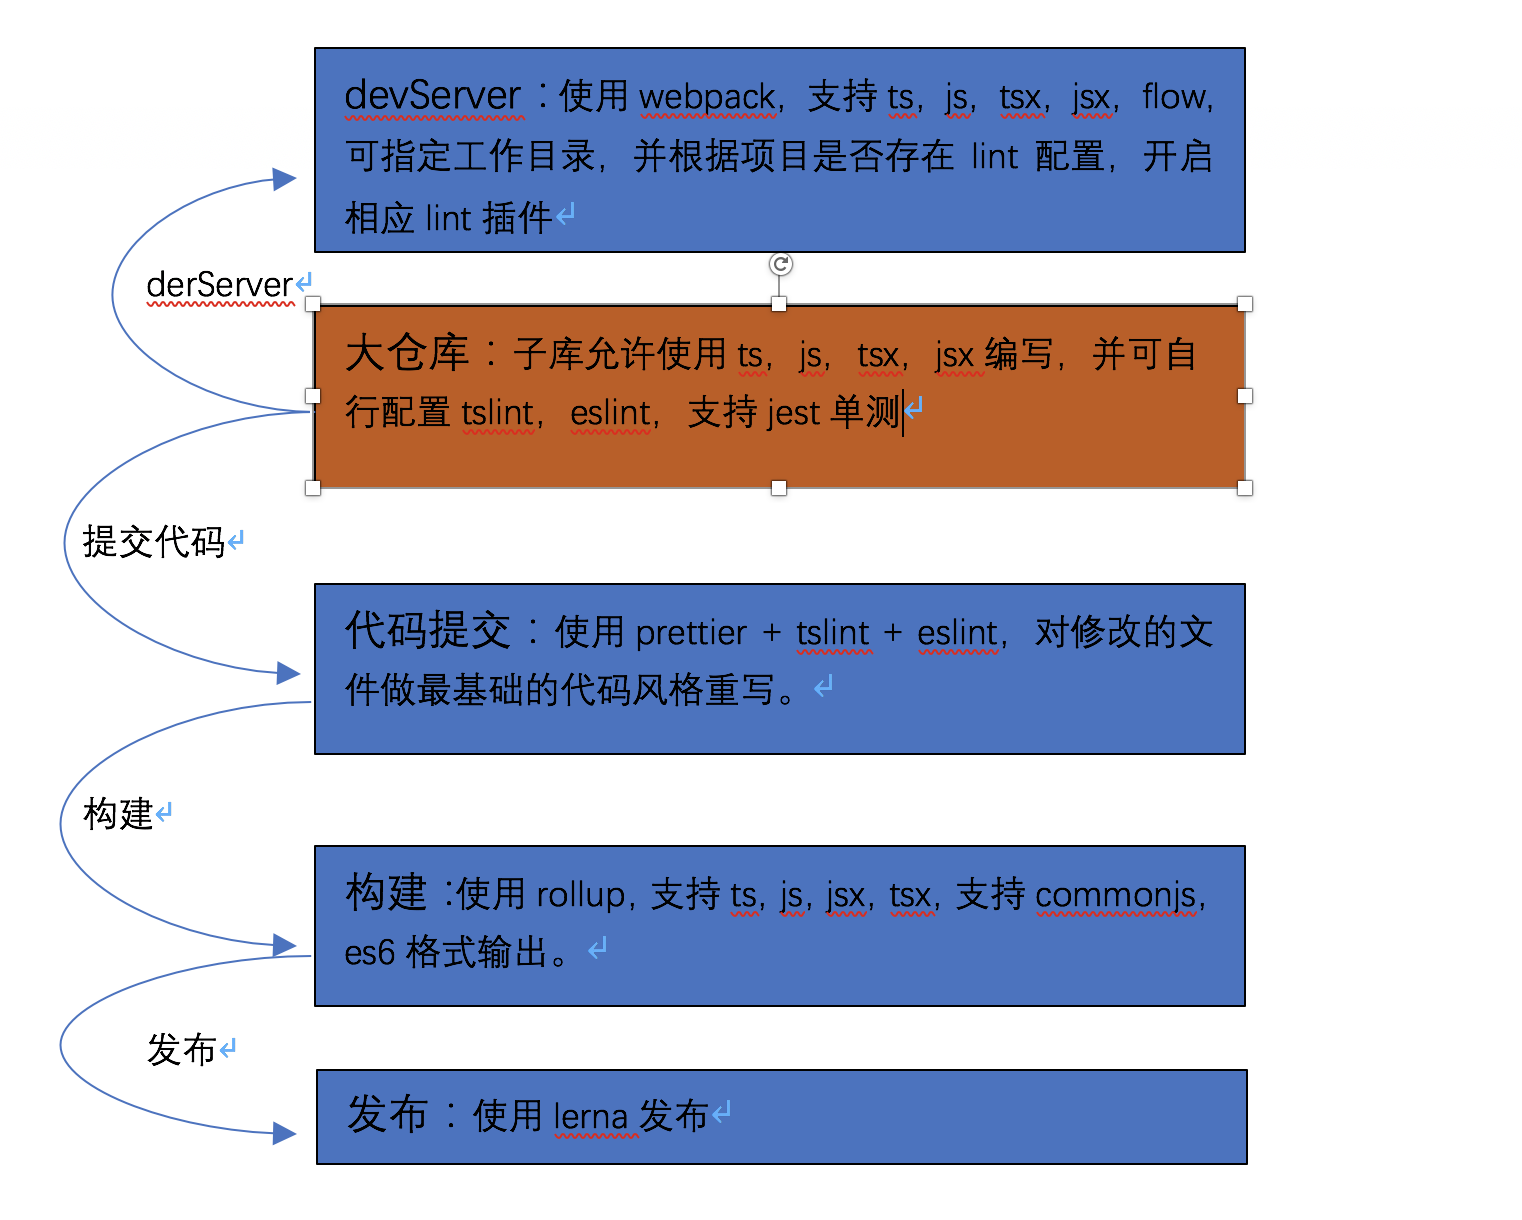 devServer：使用 webpack，支持 ts，js，tsx，jsx，flow,
可指定工作目录，并根据项目是否存在 lint 配置，开启
相应 lint 插件
derServer
大仓库：子库允许使用 ts，js，tsx，jsx 编写，并可自
行配置 tslint，eslint，支持 jest 单测
提交代码
代码提交：使用 prettier + tslint + eslint，对修改的文
件做最基础的代码风格重写。
构建
构建:使用 rollup，支持 ts，js，jsx，tsx，支持 commonjs，
es6 格式输出。
发布
发布：使用 lerna 发布